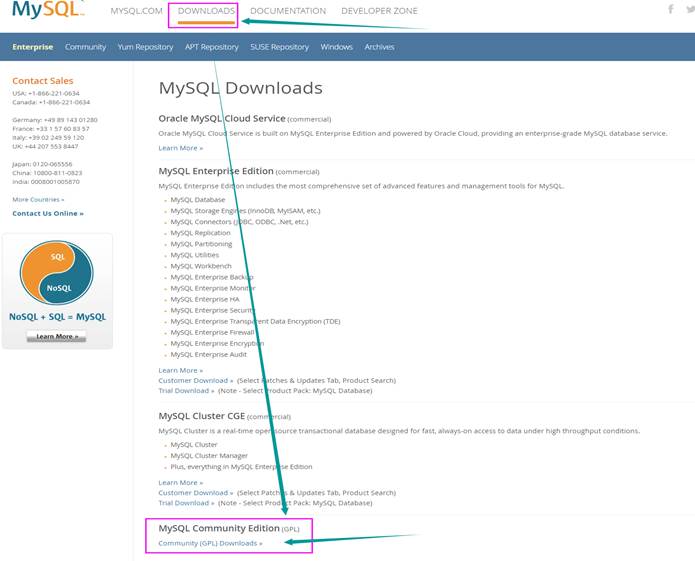 MySQL
MYSQL.COM DOWNLOADS DOCUMENTATION DEVELOPER ZONE
Enterprise Community Yum Repository APT Repository SUSE Repository Windows Archives
Contact Sales
USA: +1-866-221-0634
Canada: +1-866-221-0634
Germany: +49 89 143 01280
France: +33 1 57 60 83 57
Italy: +39 02 249 59 120
UK: +44 207 553 8447
Japan: 0120-065556
China: 10800-811-0823
India: 0008001005870
More Countries »
Contact Us Online »
SQL
NoSQL
NoSQL + SQL = MySQL
Learn More »
MySQL Downloads
Oracle MySQL Cloud Service (commercial)
Oracle MySQL Cloud Service is built on MySQL Enterprise Edition and powered by Oracle Cloud, providing an enterprise-grade MySQL database service.
Learn More »
MySQL Enterprise Edition (commercial)
MySQL Enterprise Edition includes the most comprehensive set of advanced features and management tools for MySQL.
MySQL Database
MySQL Storage Engines (InnoDB, MyISAM, etc.)
MySQL Connectors (JDBC, ODBC, .Net, etc.)
MySQL Replication
MySQL Partitioning
MySQL Utilities
MySQL Workbench
MySQL Enterprise Backup
MySQL Enterprise Monitor
MySQL Enterprise HA
MySQL Enterprise Security
MySQL Enterprise Transparent Data Encryption (TDE)
MySQL Enterprise Firewall
MySQL Enterprise Encryption
MySQL Enterprise Audit
Learn More »
Customer Download » (Select Patches & Updates Tab, Product Search)
Trial Download » (Note - Select Product Pack: MySQL Database)
MySQL Cluster CGE (commercial)
MySQL Cluster is a real-time open source transactional database designed for fast, always-on access to data under high throughput conditions.
MySQL Cluster
MySQL Cluster Manager
Plus, everything in MySQL Enterprise Edition
Learn More »
Customer Download » (Select Patches & Updates Tab, Product Search)
Trial Download » (Note - Select Product Pack: MySQL Database)
MySQL Community Edition (GPL)
Community (GPL) Downloads »